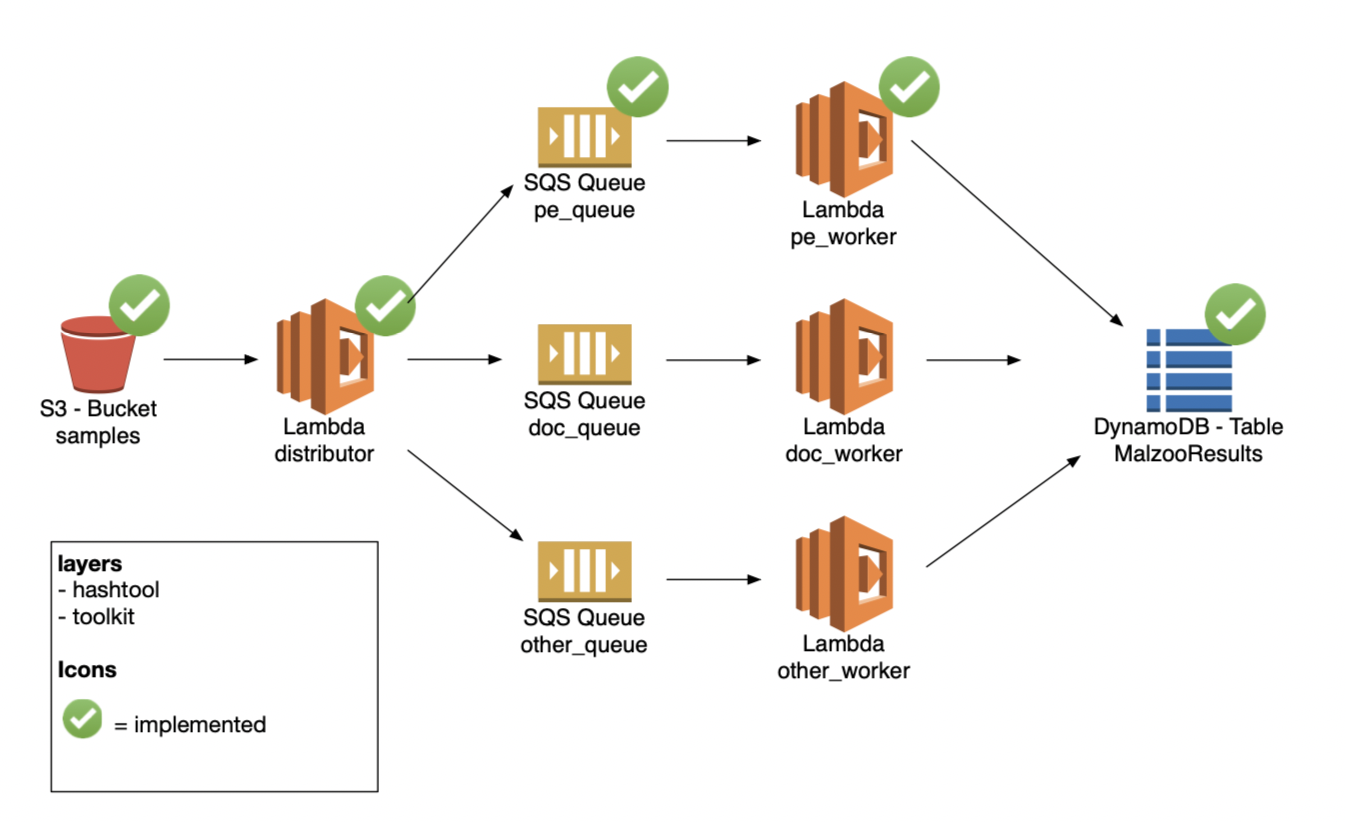 SQS Queue
pe_queue
Lambda
pe_worker
S3 - Bucket
samples
Lambda
distributor
SQS Queue
doc_queue
Lambda
doc_worker
DynamoDB - Table
MalzooResults
SQS Queue
other_queue
Lambda
other_worker
layers
- hashtool
- toolkit
Icons
= implemented